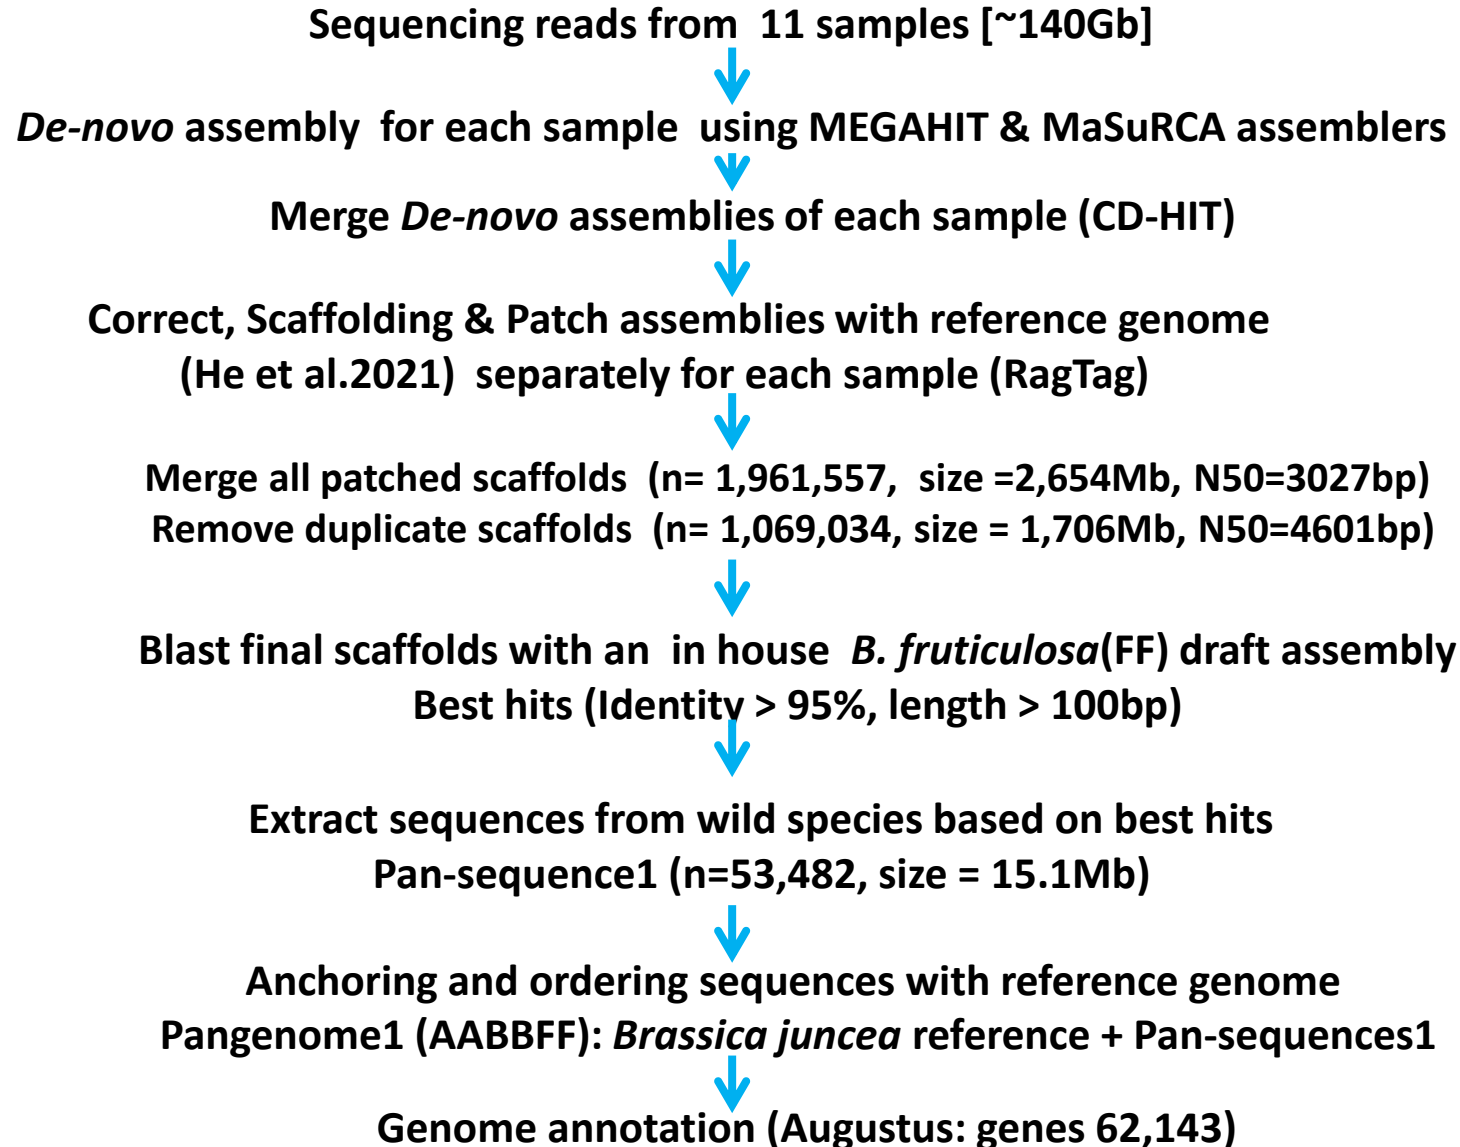 Sequencing reads from 11 samples [~140Gb]
De-novo assembly for each sample using MEGAHIT & MaSuRCA assemblers
Merge De-novo assemblies of each sample (CD-HIT)
Correct, Scaffolding & Patch assemblies with reference genome
(He et al.2021) separately for each sample (RagTag)
Merge all patched scaffolds (n= 1,961,557, size =2,654Mb, N50=3027bp)
Remove duplicate scaffolds (n= 1,069,034, size = 1,706Mb, N50=4601bp)
Blast final scaffolds with an in house B. fruticulosa(FF) draft assembly
Best hits (Identity > 95%, length > 100bp)
Extract sequences from wild species based on best hits
Pan-sequence1 (n=53,482, size = 15.1Mb)
Anchoring and ordering sequences with reference genome
Pangenome1 (AABBFF): Brassica juncea reference + Pan-sequences1
Genome annotation (Augustus: genes 62,143)